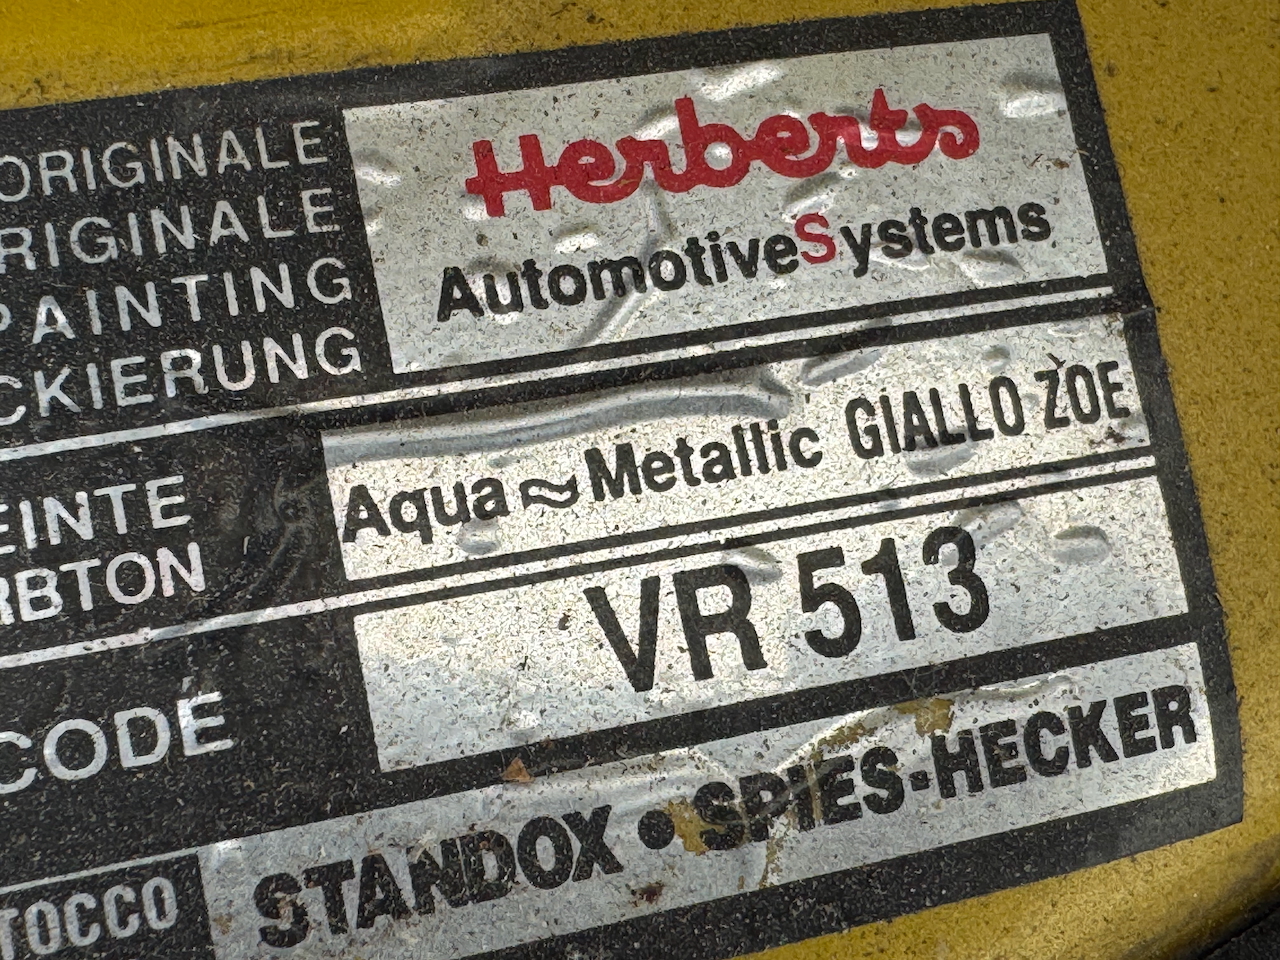 ORIGINALE
RIGINALE
PAINTING
CKIERUNG
Herberts
AutomotiveSystems
EINTE
RBTON
Aqua≈Metallic GIALLO ZOE
CODE
VR 513
TOCCO
STANDOX • SPIES-HECKER